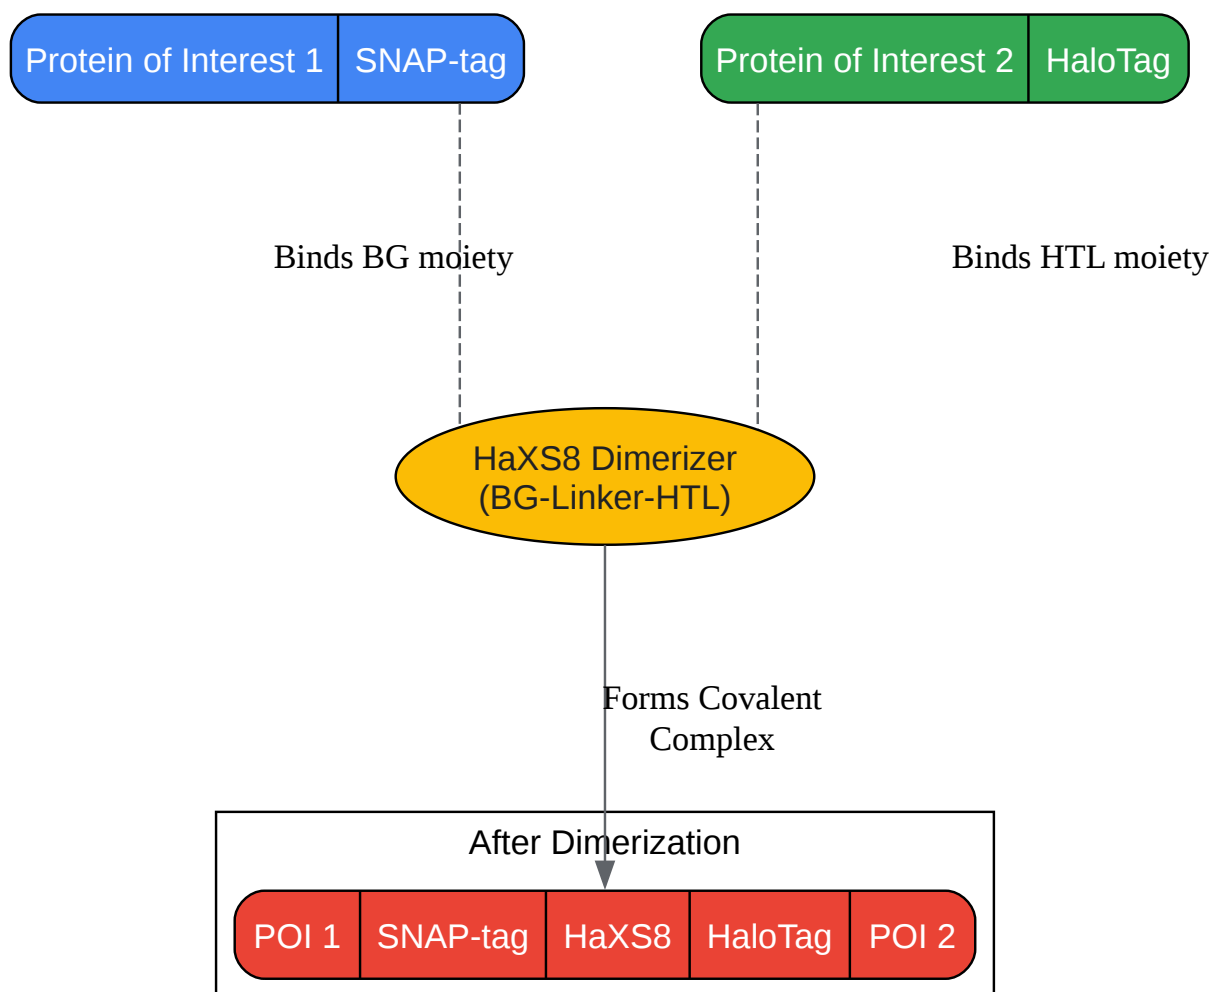 Protein of Interest 1 SNAP-tag
Protein of Interest 2 HaloTag
Binds BG moiety
Binds HTL moiety
HaXS8 Dimerizer
(BG-Linker-HTL)
Forms Covalent
Complex
After Dimerization
POI 1 SNAP-tag HaXS8 HaloTag POI 2